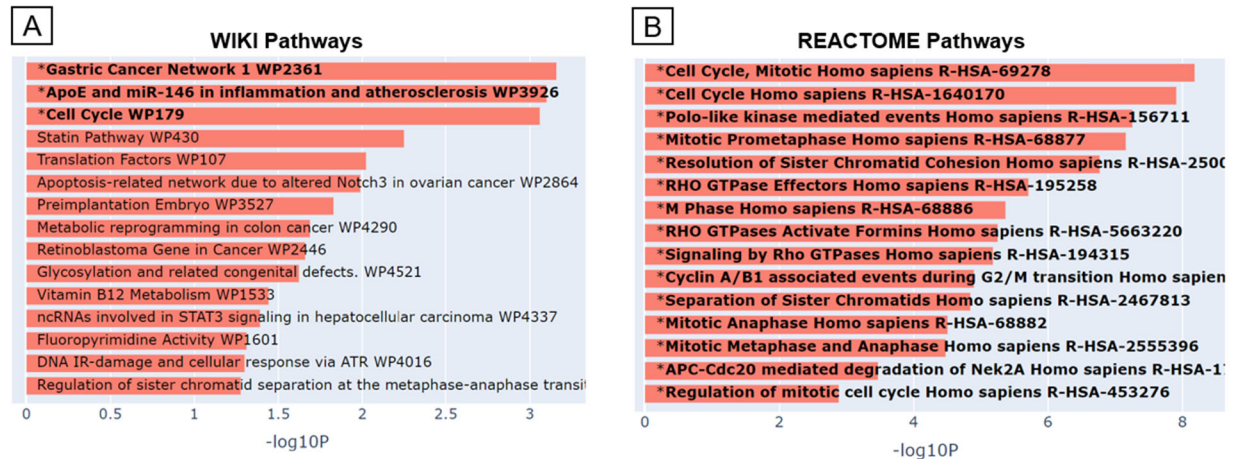 A
WIKI Pathways
*Gastric Cancer Network 1 WP2361
*ApoE and miR-146 in inflammation and atherosclerosis WP3926
*Cell Cycle WP179
Statin Pathway WP430
Translation Factors WP107
Apoptosis-related network due to altered Notch3 in ovarian cancer WP2864
Preimplantation Embryo WP3527
Metabolic reprogramming in colon cancer WP4290
Retinoblastoma Gene in Cancer WP2446
Glycosylation and related congenital defects. WP4521
Vitamin B12 Metabolism WP1533
ncRNAs involved in STAT3 signaling in hepatocellular carcinoma WP4337
Fluoropyrimidine Activity WP1601
DNA IR-damage and cellular response via ATR WP4016
Regulation of sister chromatid separation at the metaphase-anaphase transit
0 0.5 1 1.5 2 2.5 3
-log10P
B
REACTOME Pathways
*Cell Cycle, Mitotic Homo sapiens R-HSA-69278
*Cell Cycle Homo sapiens R-HSA-1640170
*Polo-like kinase mediated events Homo sapiens R-HSA-156711
*Mitotic Prometaphase Homo sapiens R-HSA-68877
*Resolution of Sister Chromatid Cohesion Homo sapiens R-HSA-2500
*RHO GTPase Effectors Homo sapiens R-HSA-195258
*M Phase Homo sapiens R-HSA-68886
*RHO GTPases Activate Formins Homo sapiens R-HSA-5663220
*Signaling by Rho GTPases Homo sapiens R-HSA-194315
*Cyclin A/B1 associated events during G2/M transition Homo sapien
*Separation of Sister Chromatids Homo sapiens R-HSA-2467813
*Mitotic Anaphase Homo sapiens R-HSA-68882
*Mitotic Metaphase and Anaphase Homo sapiens R-HSA-2555396
*APC-Cdc20 mediated degradation of Nek2A Homo sapiens R-HSA-17
*Regulation of mitotic cell cycle Homo sapiens R-HSA-453276
0 2 4 6 8
-log10P